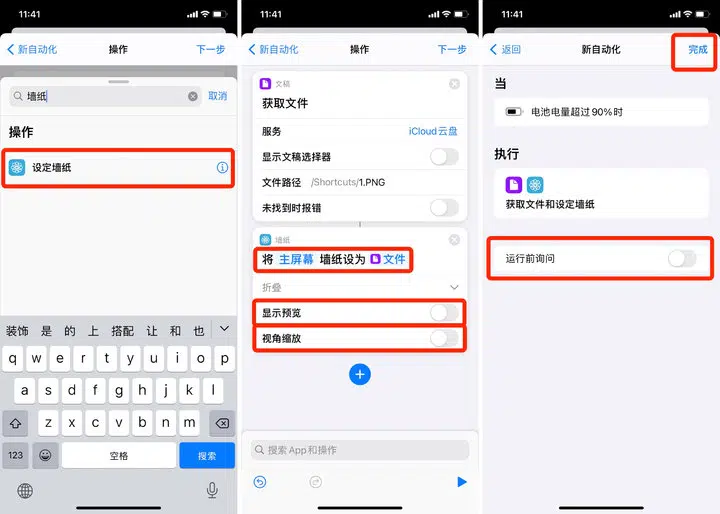 11:41
新自动化
操作
下一步
墙纸
取消
操作
设定墙纸
装饰 是 的 上 搭配 让 和 也
q w e r t y u i o p
a s d f g h j k l
z x c v b n m
123
空格
搜索
11:41
新自动化
操作
下一步
文稿
获取文件
服务
iCloud云盘
显示文稿选择器
文件路径 /Shortcuts/1.PNG
未找到时报错
墙纸
将 主屏幕 墙纸设为 文件
折叠
显示预览
视角缩放
搜索 App 和操作
11:41
返回
新自动化
完成
当
电池电量超过 90% 时
执行
获取文件和设定墙纸
运行前询问